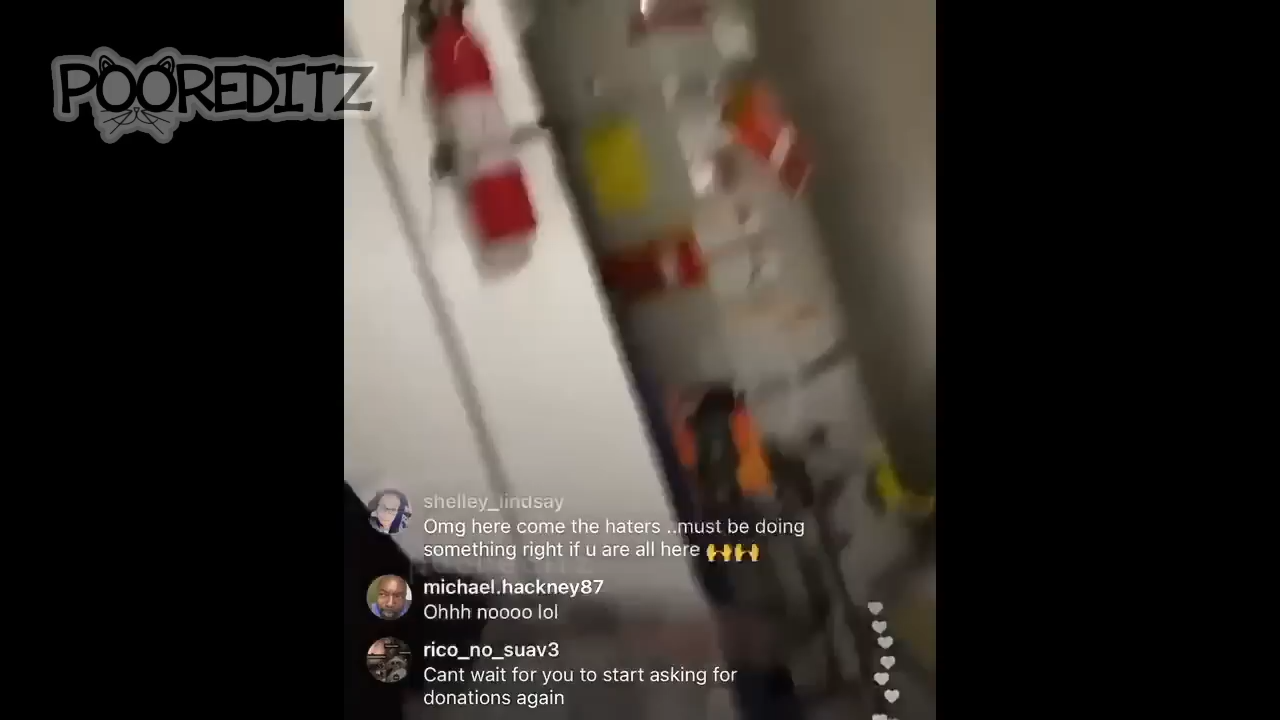 POOREDITZ
shelley_lindsay
Omg here come the haters ..must be doing
something right if u are all here 🙌🙌
michael.hackney87
Ohhh noooo lol
rico_no_suav3
Cant wait for you to start asking for
donations again